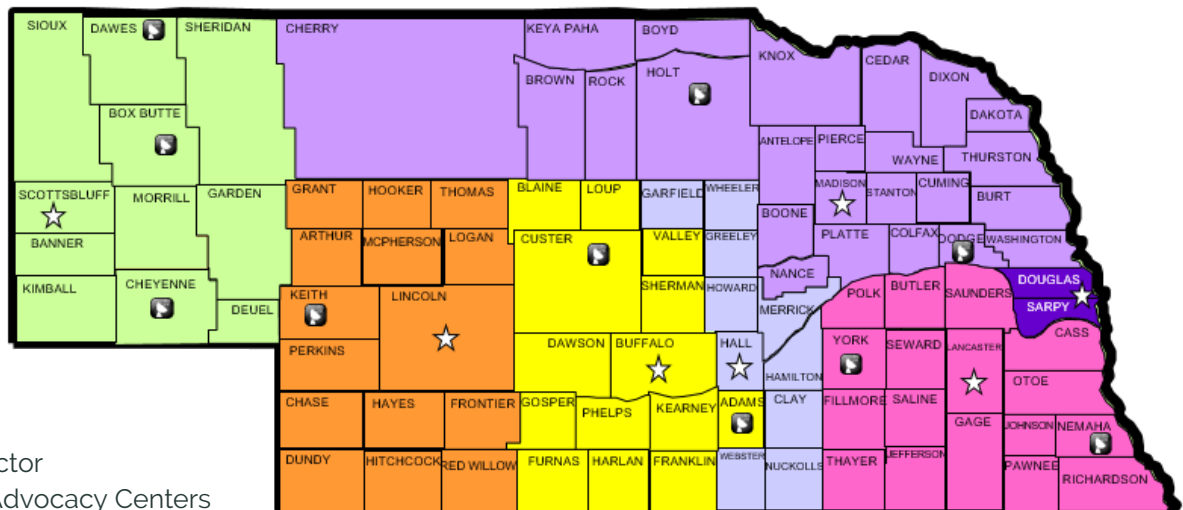 SIOUX DAWES SHERIDAN CHERRY KEYA PAHA BOYD
KNOX CEDAR
BROWN ROCK HOLT DIXON
BOX BUTTE DAKOTA
ANTELOPE PIERCE
WAYNE THURSTON
SCOTTSBLUFF MORRILL GARDEN GRANT HOOKER THOMAS BLAINE LOUP GARFIELD WHEELER MADISON STANTON CUMING BURT
BOONE
BANNER ARTHUR MCPHERSON LOGAN CUSTER VALLEY GREELEY PLATTE COLFAX DODGE WASHINGTON
NANCE
KIMBALL CHEYENNE DEUEL KEITH LINCOLN SHERMAN HOWARD MERRICK POLK BUTLER SAUNDERS DOUGLAS
SARPY
CASS
PERKINS DAWSON BUFFALO HALL YORK SEWARD LANCASTER
HAMILTON OTOE
CHASE HAYES FRONTIER GOSPER PHELPS KEARNEY ADAMS CLAY FILLMORE SALINE
GAGE JOHNSON NEMAHA
DUNDY HITCHCOCK RED WILLOW FURNAS HARLAN FRANKLIN WEBSTER NUCKOLLS THAYER JEFFERSON PAWNEE
RICHARDSON
ctor
Advocacy Centers